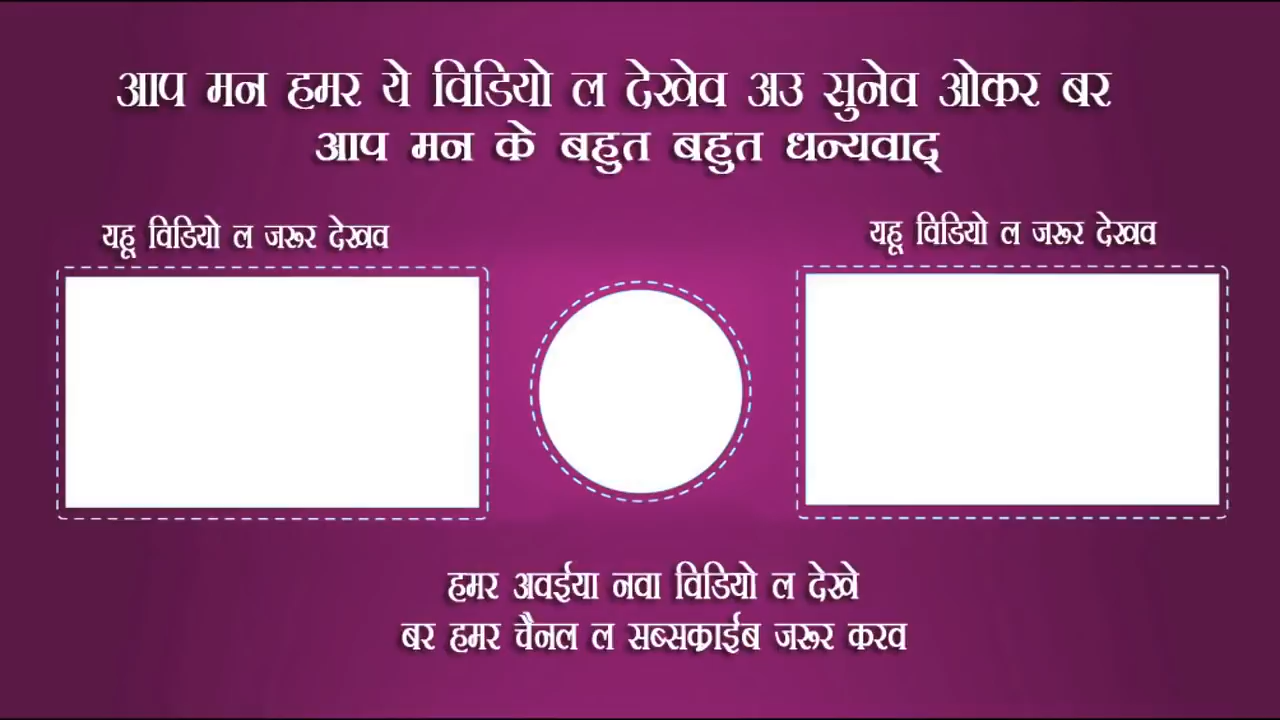 आप मन हमर ये विडियो ल देखेव अउ सुनेव ओकर बर
आप मन के बहुत बहुत धन्यवाद्
यहू विडियो ल जरूर देखव
यहू विडियो ल जरूर देखव
हमर अवईया नवा विडियो ल देखे
बर हमर चैनल ल सब्सक्राईब जरूर करव